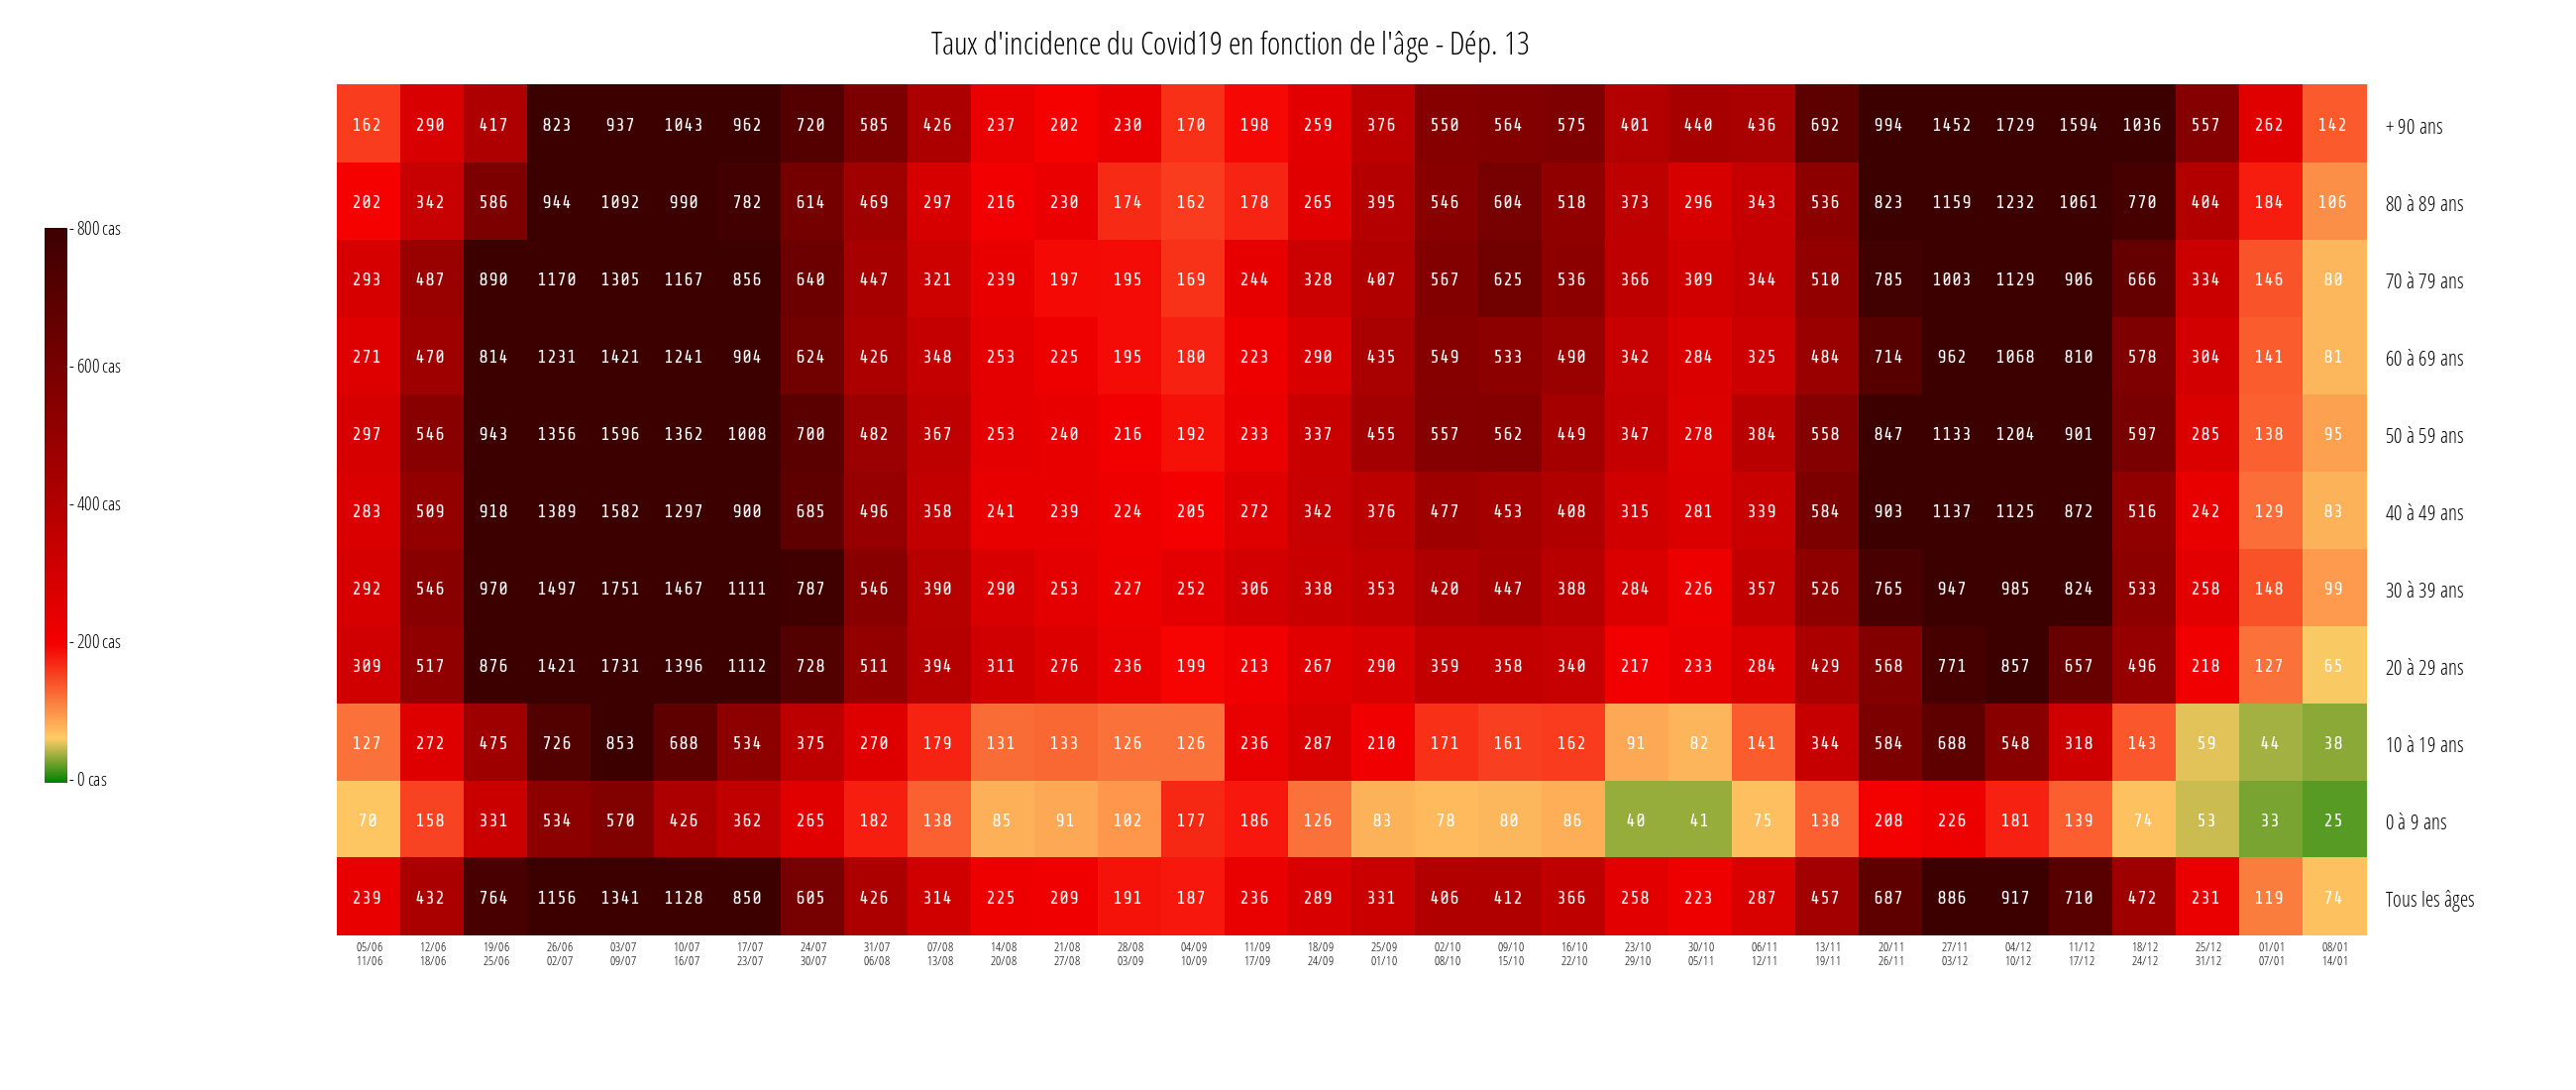 Taux d'incidence du Covid19 en fonction de l'âge - Dép. 13
- 800 cas
- 600 cas
- 400 cas
- 200 cas
- 0 cas
162 290 417 823 937 1043 962 720 585 426 237 202 230 170 198 259 376 550 564 575 401 440 436 692 994 1452 1729 1594 1036 557 262 142 + 90 ans
202 342 586 944 1092 990 782 614 469 297 216 230 174 162 178 265 395 546 604 518 373 296 343 536 823 1159 1232 1061 770 404 184 106 80 à 89 ans
293 487 890 1170 1305 1167 856 640 447 321 239 197 195 169 244 328 407 567 625 536 366 309 344 510 785 1003 1129 906 666 334 146 80 70 à 79 ans
271 470 814 1231 1421 1241 904 624 426 348 253 225 195 180 223 290 435 549 533 490 342 284 325 484 714 962 1068 810 578 304 141 81 60 à 69 ans
297 546 943 1356 1596 1362 1008 700 482 367 253 240 216 192 233 337 455 557 562 449 347 278 384 558 847 1133 1204 901 597 285 138 95 50 à 59 ans
283 509 918 1389 1582 1297 900 685 496 358 241 239 224 205 272 342 376 477 453 408 315 281 339 584 903 1137 1125 872 516 242 129 83 40 à 49 ans
292 546 970 1497 1751 1467 1111 787 546 390 290 253 227 252 306 338 353 420 447 388 284 226 357 526 765 947 985 824 533 258 148 99 30 à 39 ans
309 517 876 1421 1731 1396 1112 728 511 394 311 276 236 199 213 267 290 359 358 340 217 233 284 429 568 771 857 657 496 218 127 65 20 à 29 ans
127 272 475 726 853 688 534 375 270 179 131 133 126 126 236 287 210 171 161 162 91 82 141 344 584 688 548 318 143 59 44 38 10 à 19 ans
70 158 331 534 570 426 362 265 182 138 85 91 102 177 186 126 83 78 80 86 40 41 75 138 208 226 181 139 74 53 33 25 0 à 9 ans
239 432 764 1156 1341 1128 850 605 426 314 225 209 191 187 236 289 331 406 412 366 258 223 287 457 687 886 917 710 472 231 119 74 Tous les âges
05/06 12/06 19/06 26/06 03/07 10/07 17/07 24/07 31/07 07/08 14/08 21/08 28/08 04/09 11/09 18/09 25/09 02/10 09/10 16/10 23/10 30/10 06/11 13/11 20/11 27/11 04/12 11/12 18/12 25/12 01/01 08/01
11/06 18/06 25/06 02/07 09/07 16/07 23/07 30/07 06/08 13/08 20/08 27/08 03/09 10/09 17/09 24/09 01/10 08/10 15/10 22/10 29/10 05/11 12/11 19/11 26/11 03/12 10/12 17/12 24/12 31/12 07/01 14/01